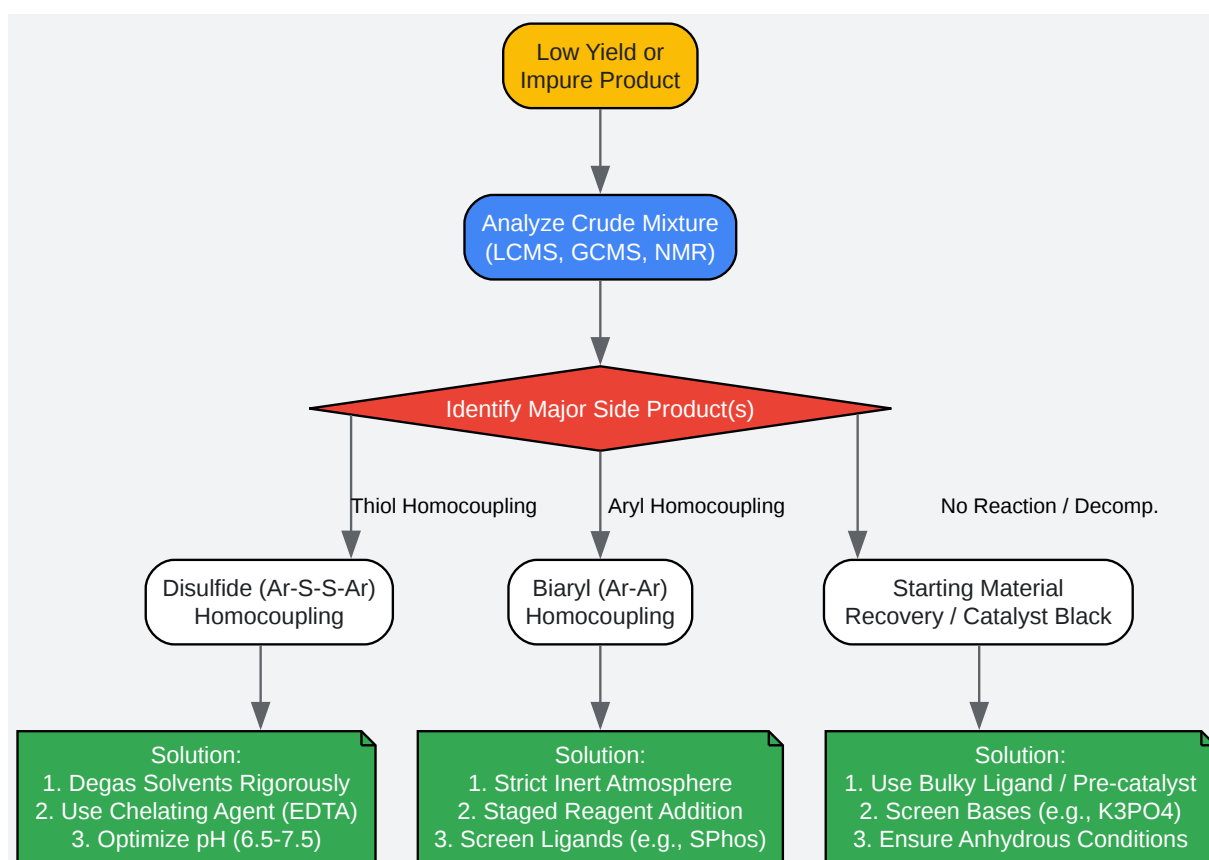 Low Yield or
Impure Product
Analyze Crude Mixture
(LCMS, GCMS, NMR)
Identify Major Side Product(s)
Thiol Homocoupling
Aryl Homocoupling
No Reaction / Decomp.
Disulfide (Ar-S-S-Ar)
Homocoupling
Biaryl (Ar-Ar)
Homocoupling
Starting Material
Recovery / Catalyst Black
Solution:
1. Degas Solvents Rigorously
2. Use Chelating Agent (EDTA)
3. Optimize pH (6.5-7.5)
Solution:
1. Strict Inert Atmosphere
2. Staged Reagent Addition
3. Screen Ligands (e.g., SPhos)
Solution:
1. Use Bulky Ligand / Pre-catalyst
2. Screen Bases (e.g., K3PO4)
3. Ensure Anhydrous Conditions